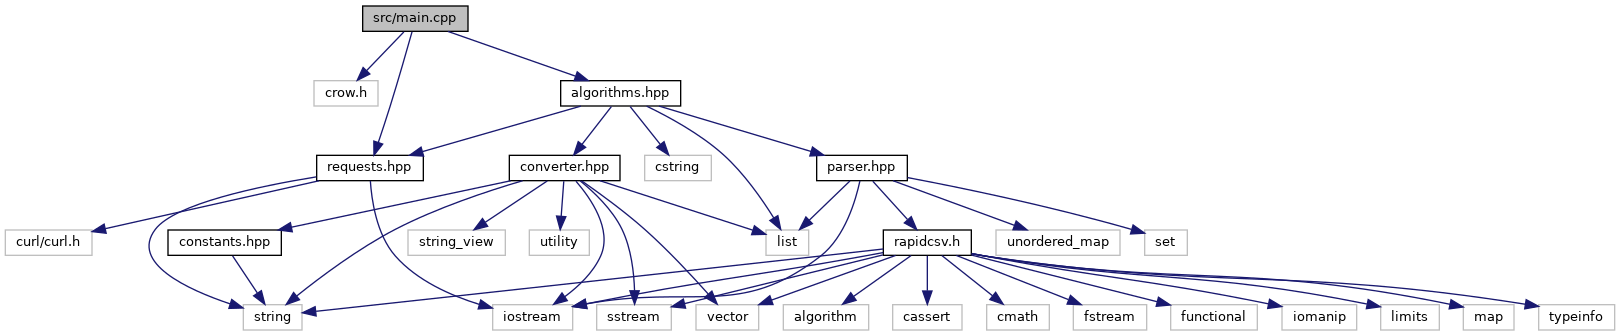 src/main.cpp
crow.h
algorithms.hpp
requests.hpp
converter.hpp
cstring
parser.hpp
curl/curl.h
constants.hpp
string_view
utility
list
rapidcsv.h
unordered_map
set
string
iostream
sstream
vector
algorithm
cassert
cmath
fstream
functional
iomanip
limits
map
typeinfo